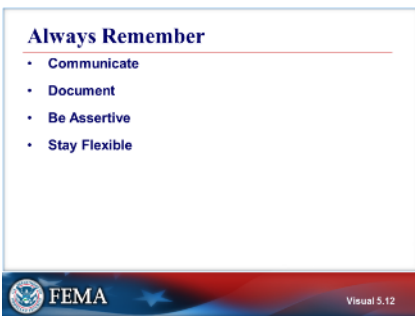 Always Remember
• Communicate
• Document
• Be Assertive
• Stay Flexible
FEMA
Visual 5.12